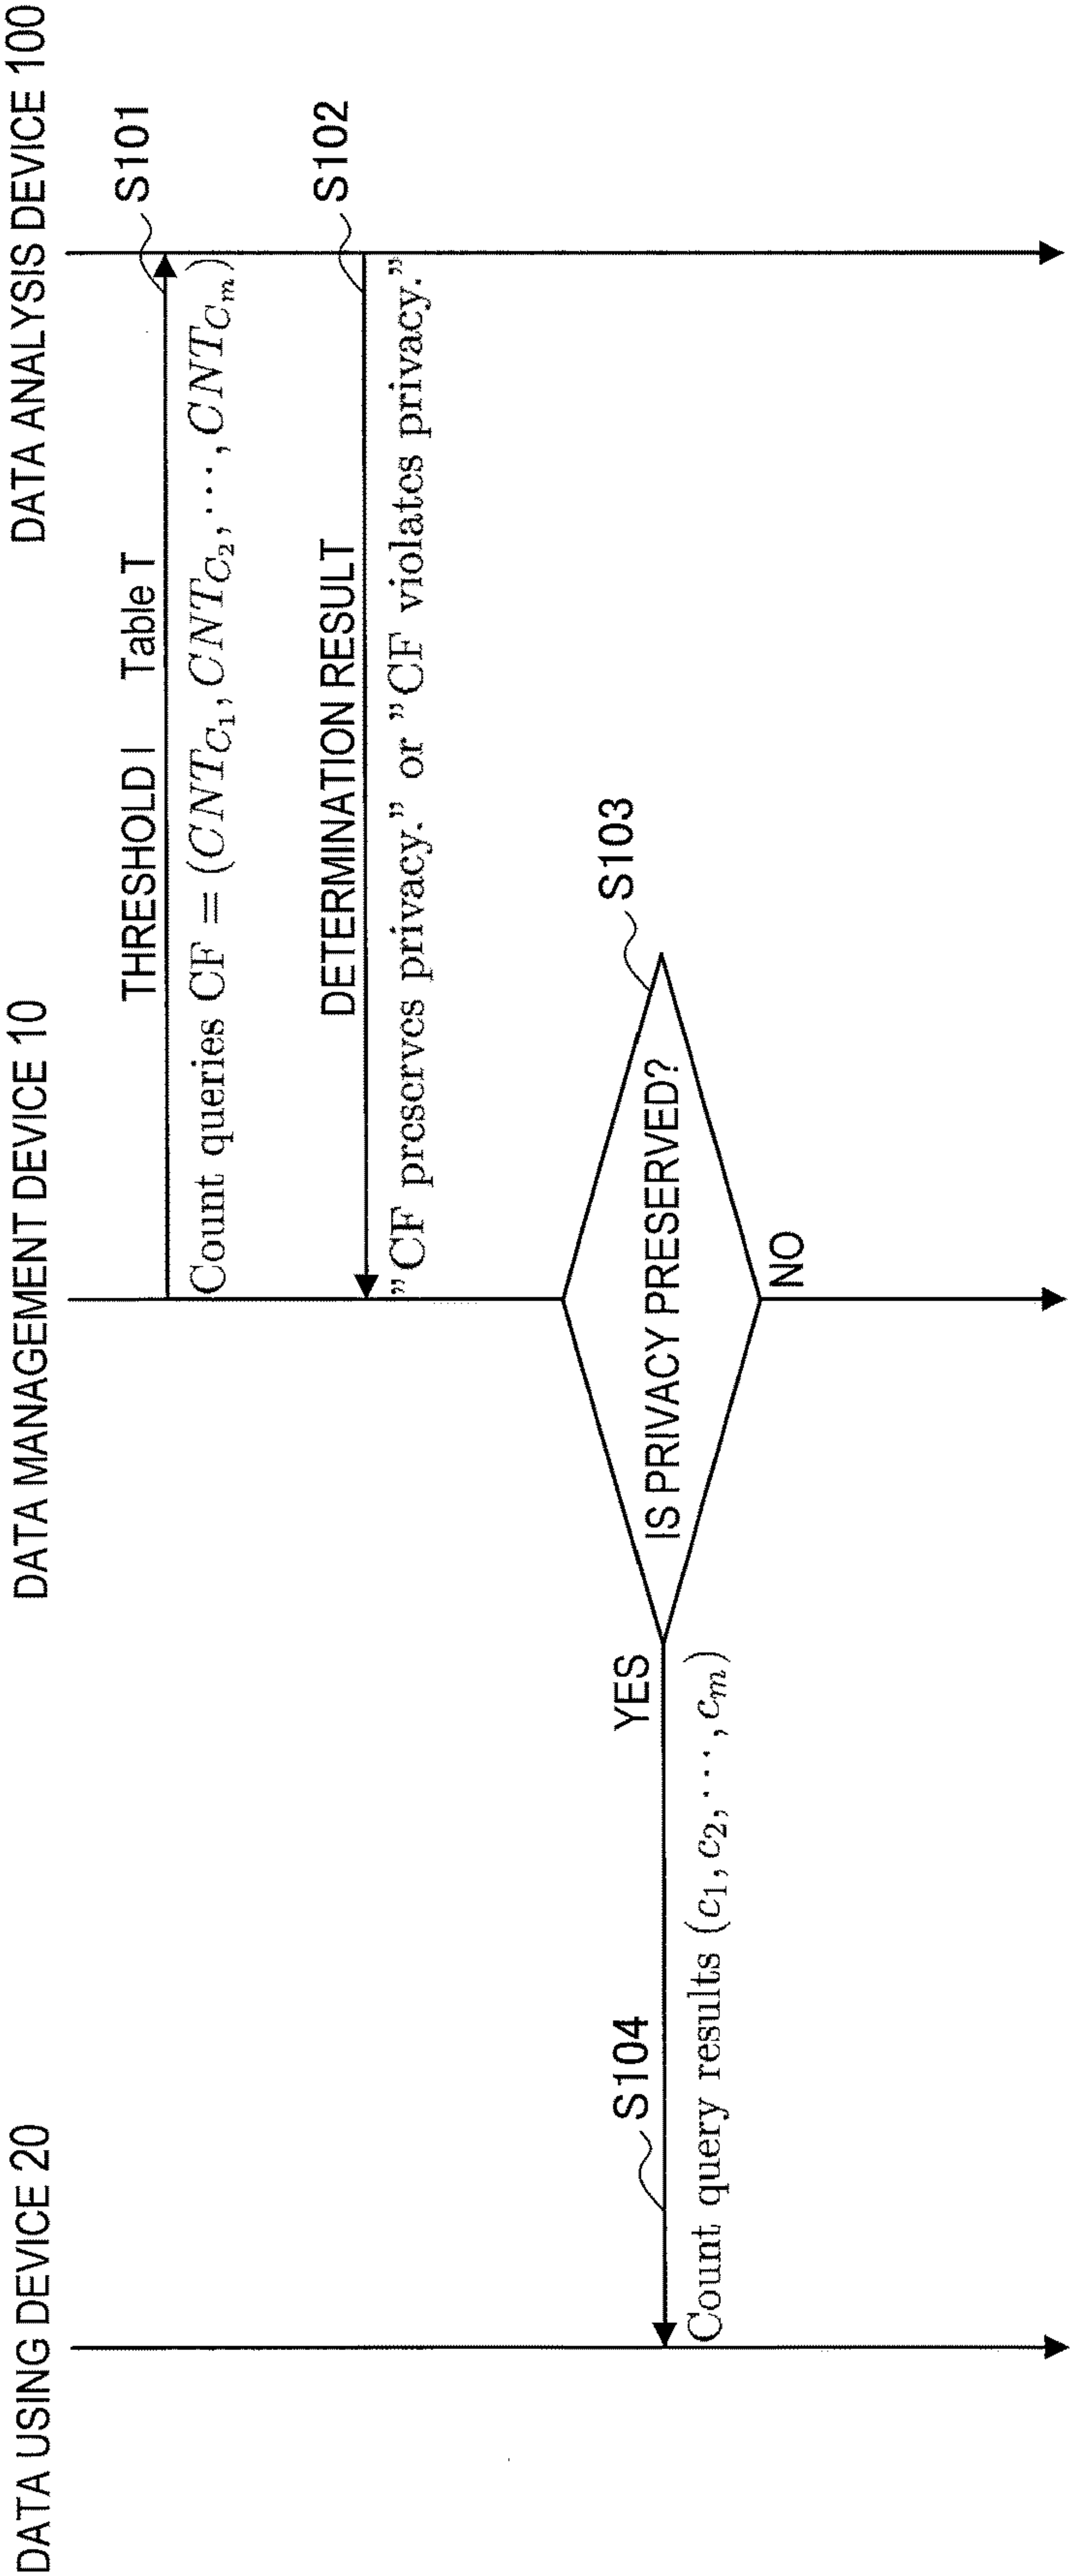 DATA USING DEVICE 20
DATA MANAGEMENT DEVICE 10
DATA ANALYSIS DEVICE 100
THRESHOLD l Table T
S101
Count queries CF = (CNT_{C_1}, CNT_{C_2}, ⋯, CNT_{C_m})
DETERMINATION RESULT
S102
"CF preserves privacy." or "CF violates privacy."
S103
IS PRIVACY PRESERVED?
YES
NO
S104
Count query results (c_1, c_2, ⋯, c_m)